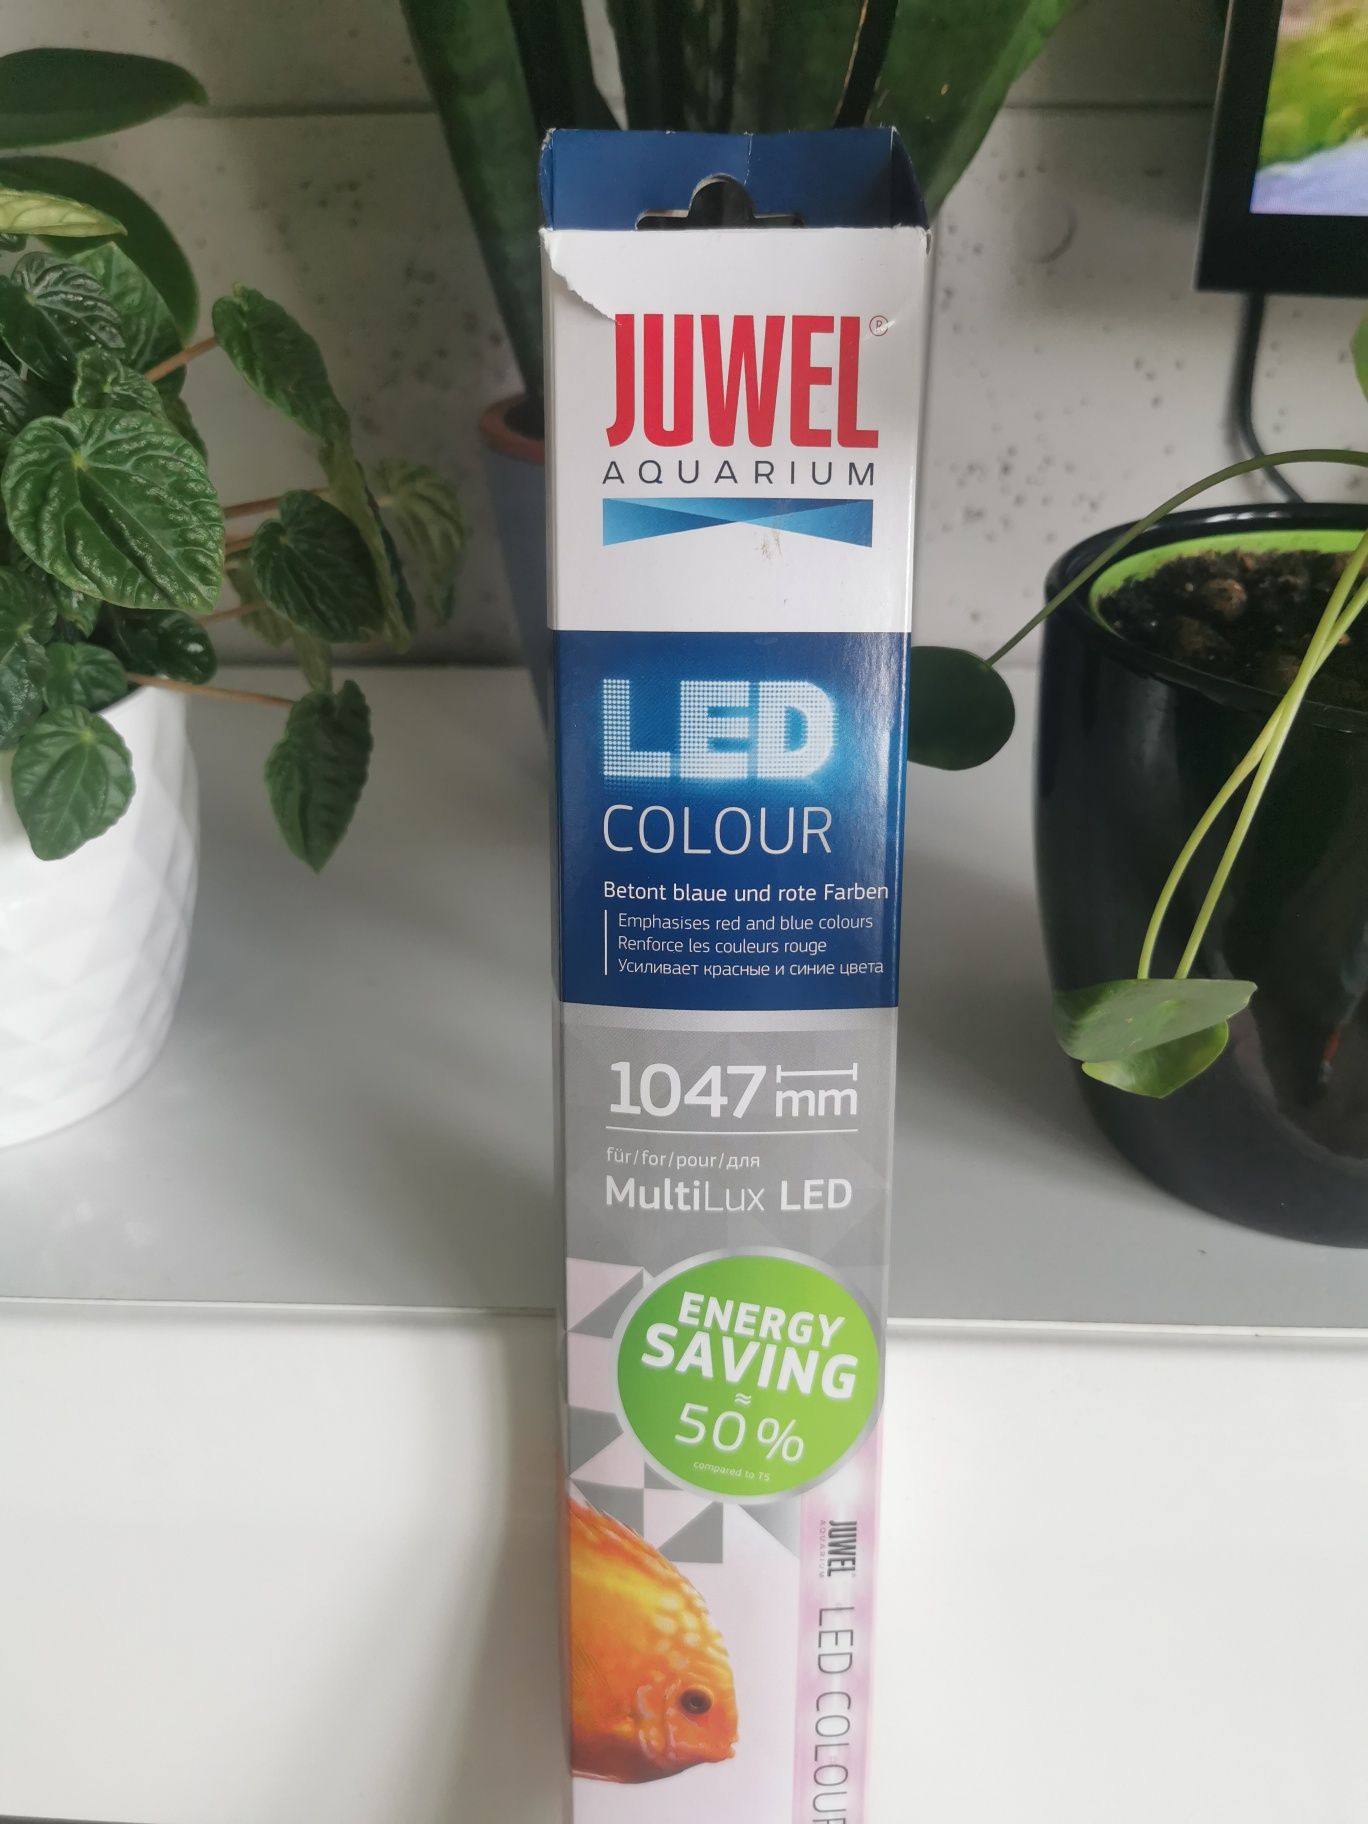 JUWEL®
AQUARIUM
LED
COLOUR
Betont blaue und rote Farben
Emphasises red and blue colours
Renforce les couleurs rouge
Усиливает красные и синие цвета
1047 mm
für/for/pour/для
MultiLux LED
ENERGY
SAVING
≈
50%
compared to T5
JUWEL
AQUARIUM
LED COLOUR